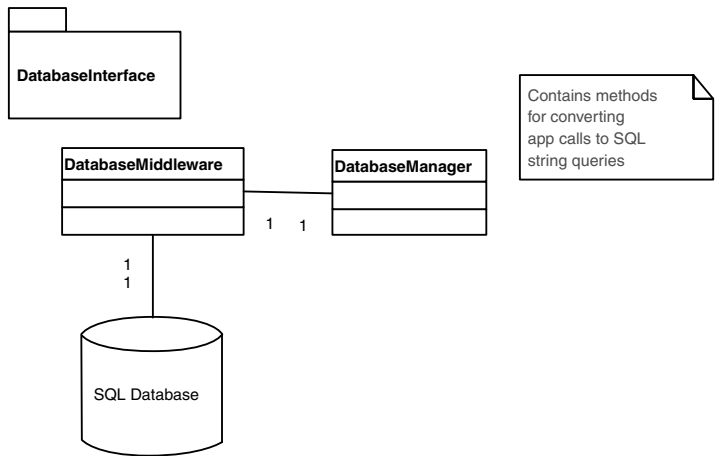 DatabaseInterface
Contains methods
for converting
app calls to SQL
string queries
DatabaseMiddleware
DatabaseManager
1 1
1
1
SQL Database